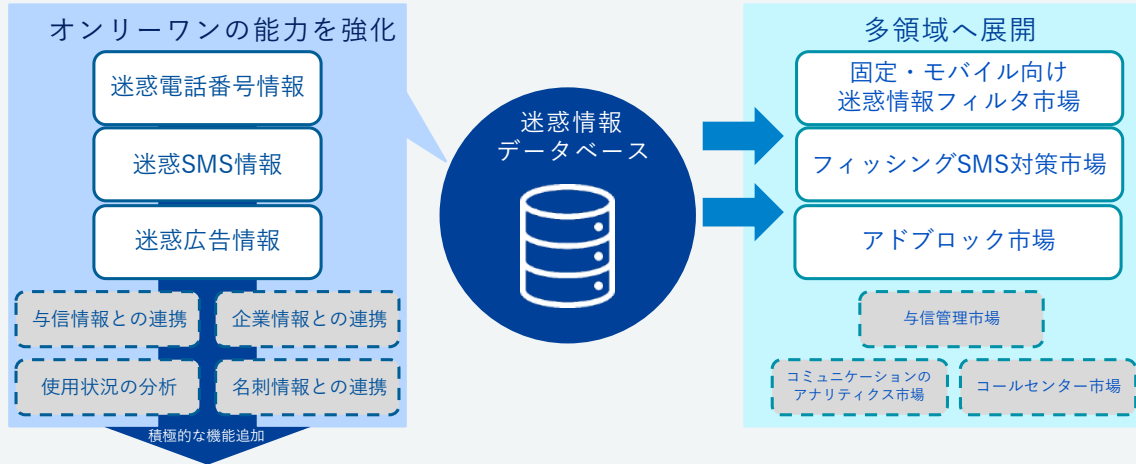 オンリーワンの能力を強化
迷惑電話番号情報
迷惑SMS情報
迷惑広告情報
与信情報との連携
企業情報との連携
使用状況の分析
名刺情報との連携
積極的な機能追加
迷惑情報
データベース
多領域へ展開
固定・モバイル向け
迷惑情報フィルタ市場
フィッシングSMS対策市場
アドブロック市場
与信管理市場
コミュニケーションの
アナリティクス市場
コールセンター市場